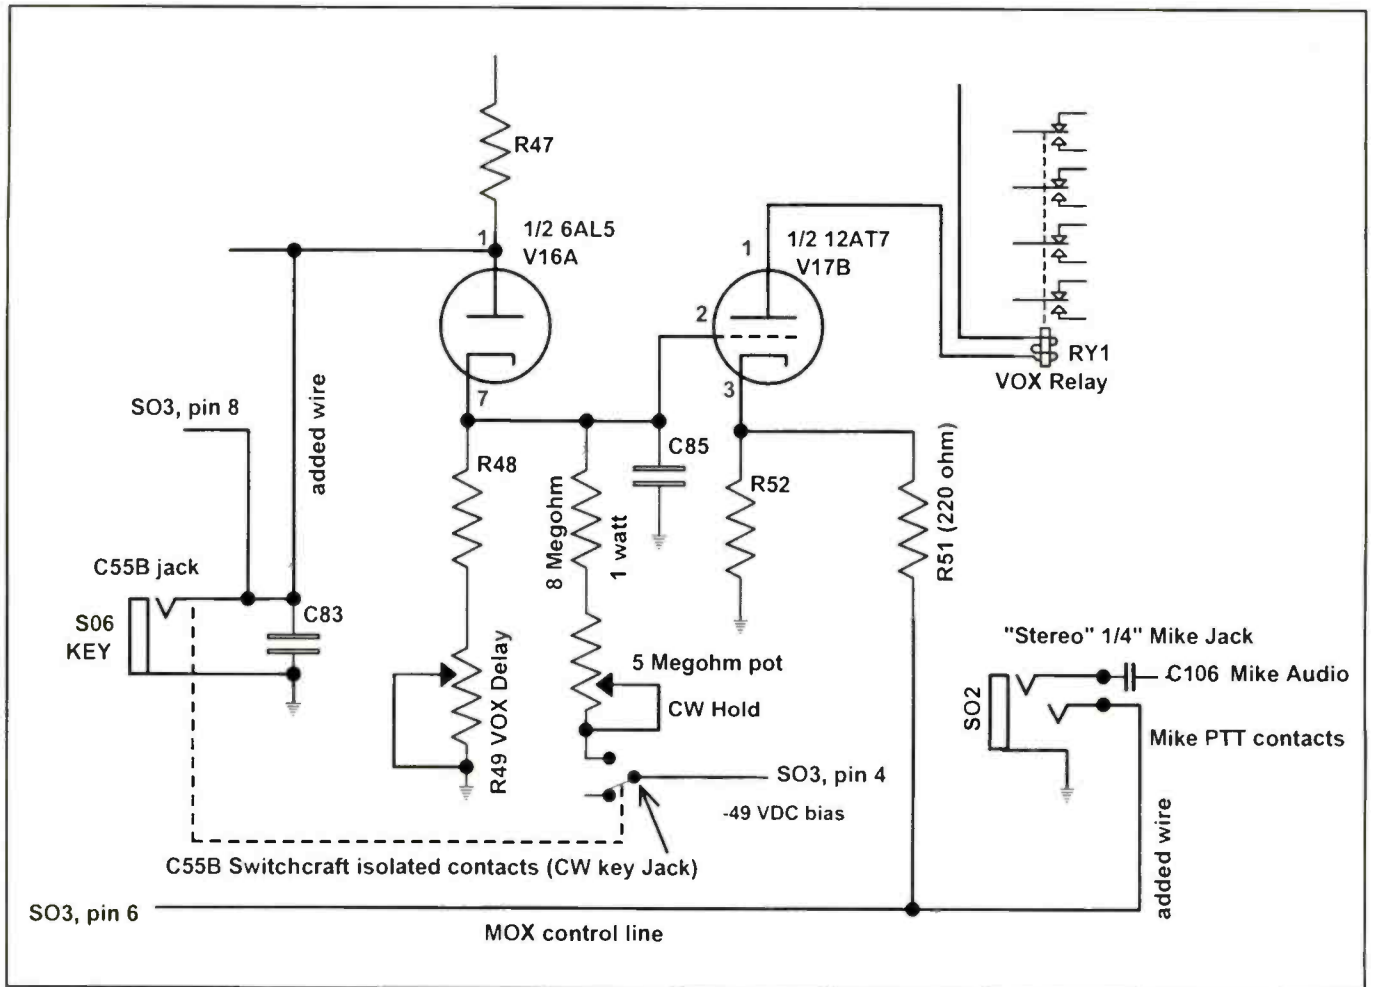 R47
1
1/2 6AL5
V16A
7
1
1/2 12AT7
V17B
2
3
RY1
VOX Relay
SO3, pin 8
added wire
C55B jack
S06
KEY
C83
R48
R49 VOX Delay
8 Megohm
1 watt
C85
R52
R51 (220 ohm)
5 Megohm pot
CW Hold
SO3, pin 4
-49 VDC bias
"Stereo" 1/4" Mike Jack
C106 Mike Audio
SO2
Mike PTT contacts
added wire
C55B Switchcraft isolated contacts (CW key Jack)
SO3, pin 6
MOX control line